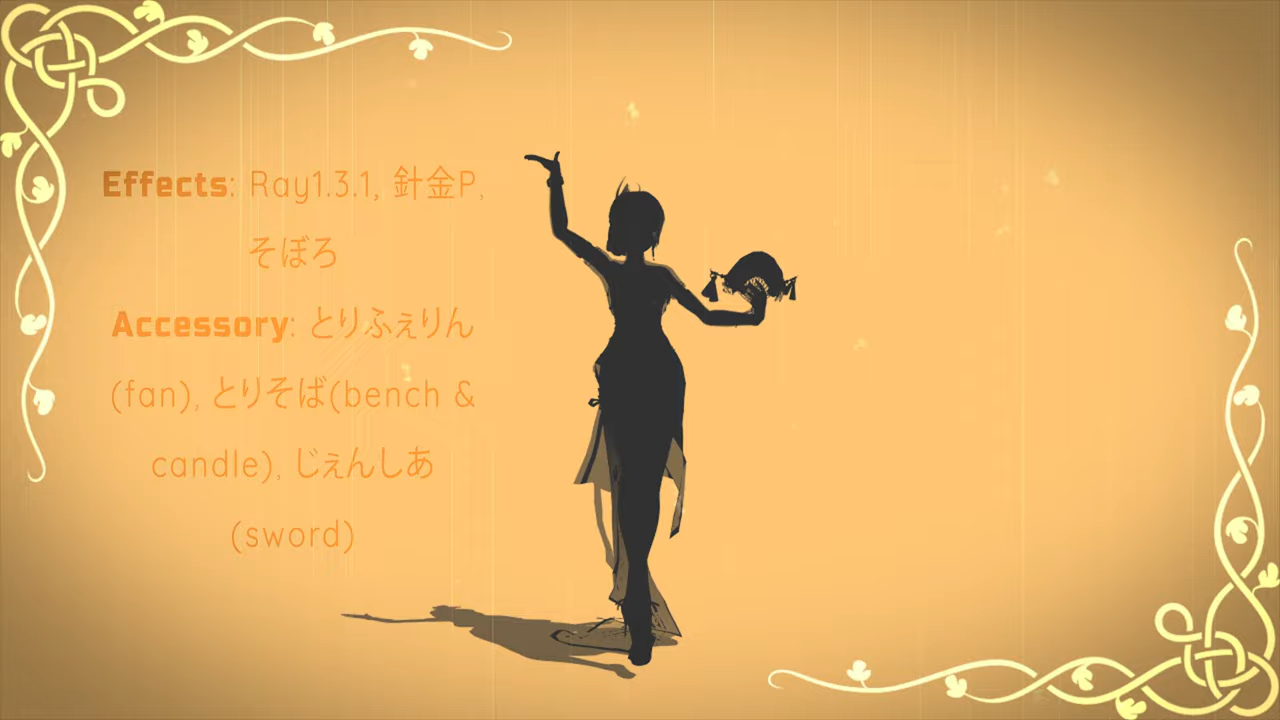 Effects: Ray1.3.1, 針金P,
そぼろ
Accessory: とりふぇりん
(fan), とりそば(bench &
candle), じぇんしあ
(sword)